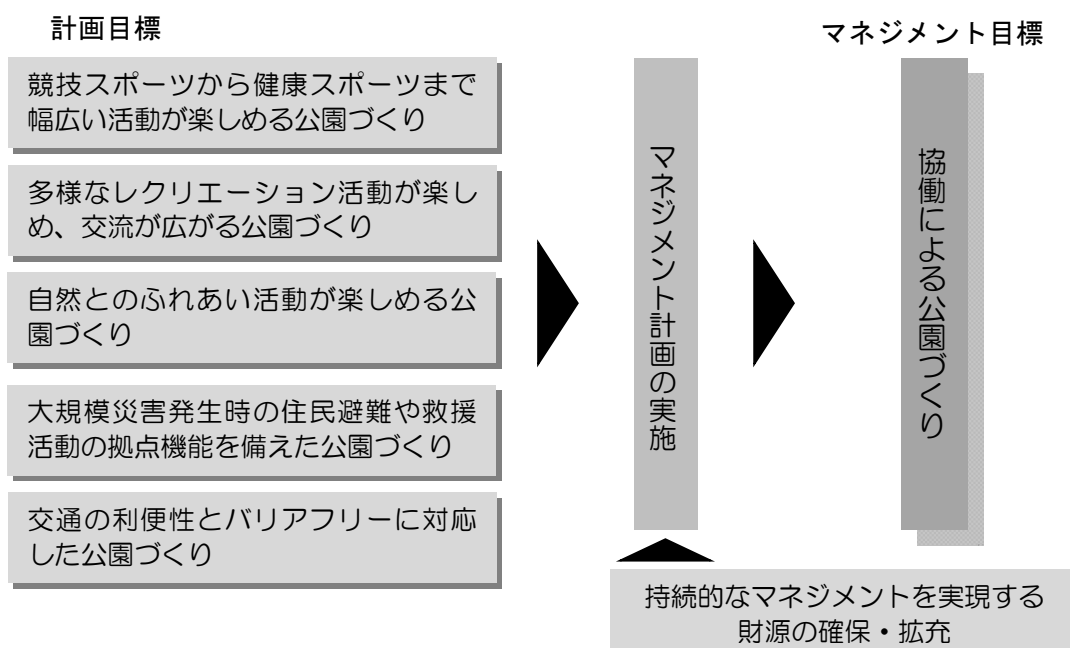 計画目標
マネジメント目標
競技スポーツから健康スポーツまで
幅広い活動が楽しめる公園づくり
多様なレクリエーション活動が楽し
め、交流が広がる公園づくり
自然とのふれあい活動が楽しめる公
園づくり
大規模災害発生時の住民避難や救援
活動の拠点機能を備えた公園づくり
交通の利便性とバリアフリーに対応
した公園づくり
マネジメント計画の実施
協働による公園づくり
持続的なマネジメントを実現する
財源の確保・拡充